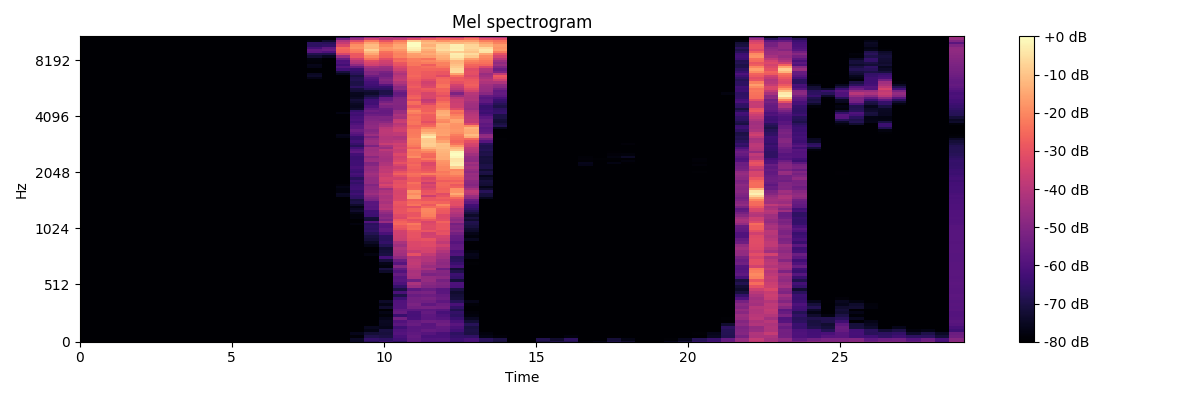 Mel spectrogram
Hz
8192
4096
2048
1024
512
0
0 5 10 15 20 25
Time
+0 dB
-10 dB
-20 dB
-30 dB
-40 dB
-50 dB
-60 dB
-70 dB
-80 dB